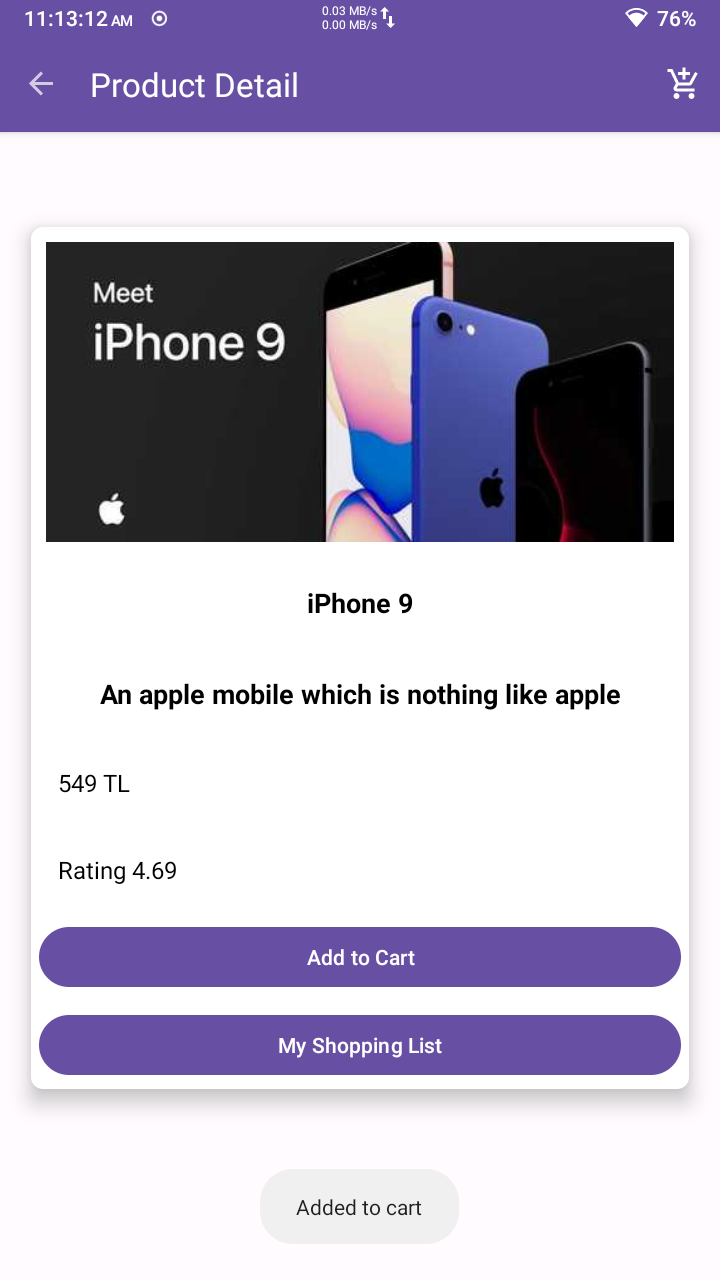 11:13:12 AM
0.03 MB/s
0.00 MB/s
76%
Product Detail
Meet
iPhone 9
iPhone 9
An apple mobile which is nothing like apple
549 TL
Rating 4.69
Add to Cart
My Shopping List
Added to cart